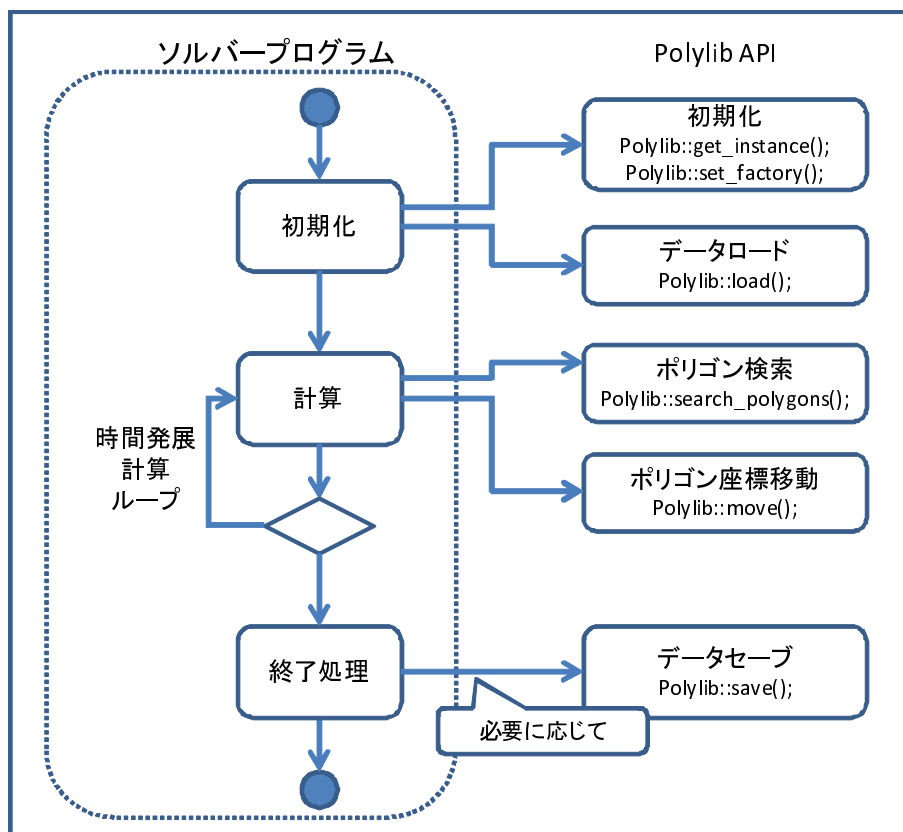 ソルバープログラム
Polylib API
初期化
Polylib::get_instance();
Polylib::set_factory();
初期化
データロード
Polylib::load();
計算
ポリゴン検索
Polylib::search_polygons();
時間発展
計算
ループ
ポリゴン座標移動
Polylib::move();
終了処理
データセーブ
Polylib::save();
必要に応じて